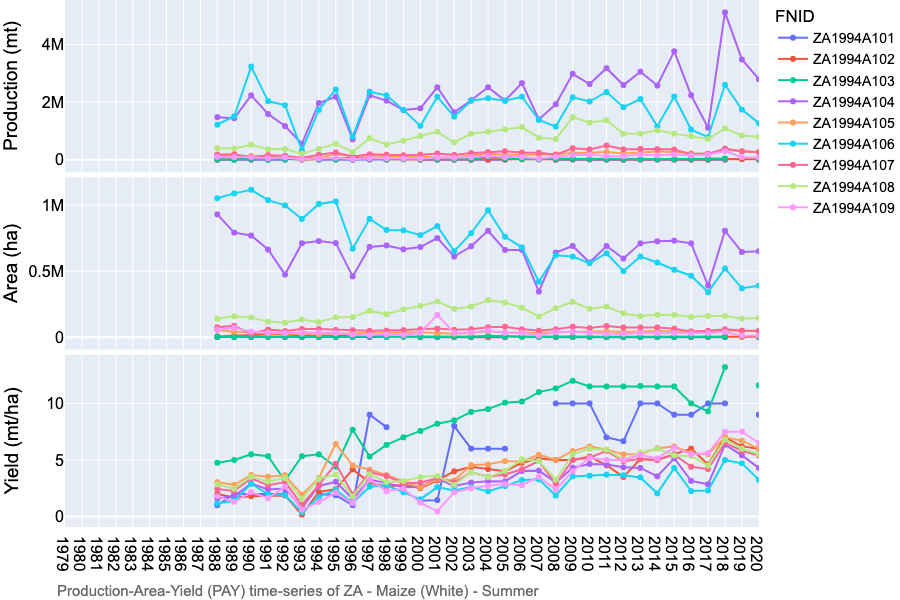 FNID
ZA1994A101
ZA1994A102
ZA1994A103
ZA1994A104
ZA1994A105
ZA1994A106
ZA1994A107
ZA1994A108
ZA1994A109
Production (mt)
4M
2M
0
Area (ha)
1M
0.5M
0
Yield (mt/ha)
10
5
0
1979 1980 1981 1982 1983 1984 1985 1986 1987 1988 1989 1990 1991 1992 1993 1994 1995 1996 1997 1998 1999 2000 2001 2002 2003 2004 2005 2006 2007 2008 2009 2010 2011 2012 2013 2014 2015 2016 2017 2018 2019 2020
Production-Area-Yield (PAY) time-series of ZA - Maize (White) - Summer